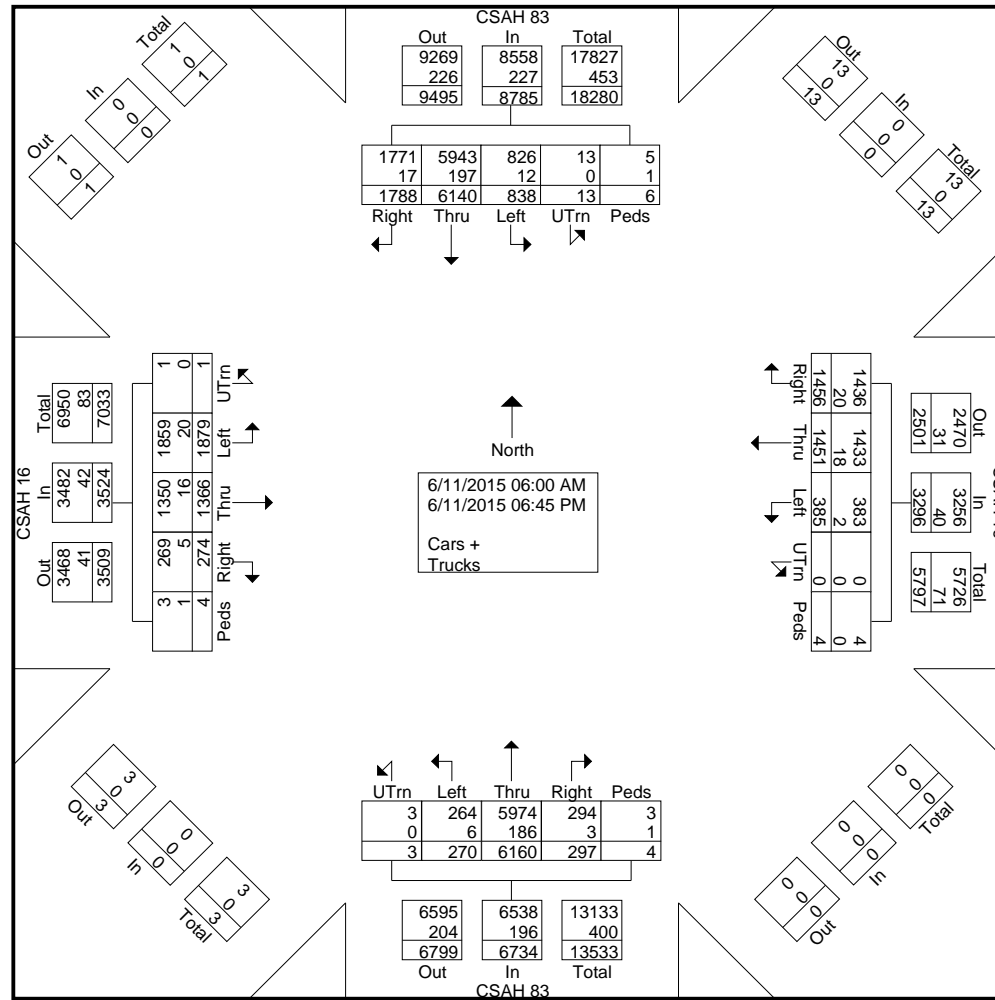 CSAH 83
Out In Total
9269 8558 17827
226 227 453
9495 8785 18280
1771 5943 826 13 5
17 197 12 0 1
1788 6140 838 13 6
Right Thru Left UTrn Peds
Total
1
0
1
In
0
0
0
Out
1
0
1
Out
13
0
13
In
0
0
0
Total
13
0
13
CSAH 16
Total
6950
83
7033
In
3482
42
3524
Out
3468
41
3509
1 0 1 UTrn
1859 20 1879 Left
1350 16 1366 Thru
269 5 274 Right
3 1 4 Peds
North
6/11/2015 06:00 AM
6/11/2015 06:45 PM
Cars +
Trucks
Right 1456 20 1436
Thru 1451 18 1433
Left 385 2 383
UTrn 0 0 0
Peds 4 0 4
Out
2470
31
2501
In
3256
40
3296
Total
5726
71
5797
UTrn Left Thru Right Peds
3 264 5974 294 3
0 6 186 3 1
3 270 6160 297 4
6595 6538 13133
204 196 400
6799 6734 13533
Out In Total
CSAH 83
3
0
3
Out
0
0
0
In
3
0
3
Total
0
0
0
Total
0
0
0
In
0
0
0
Out